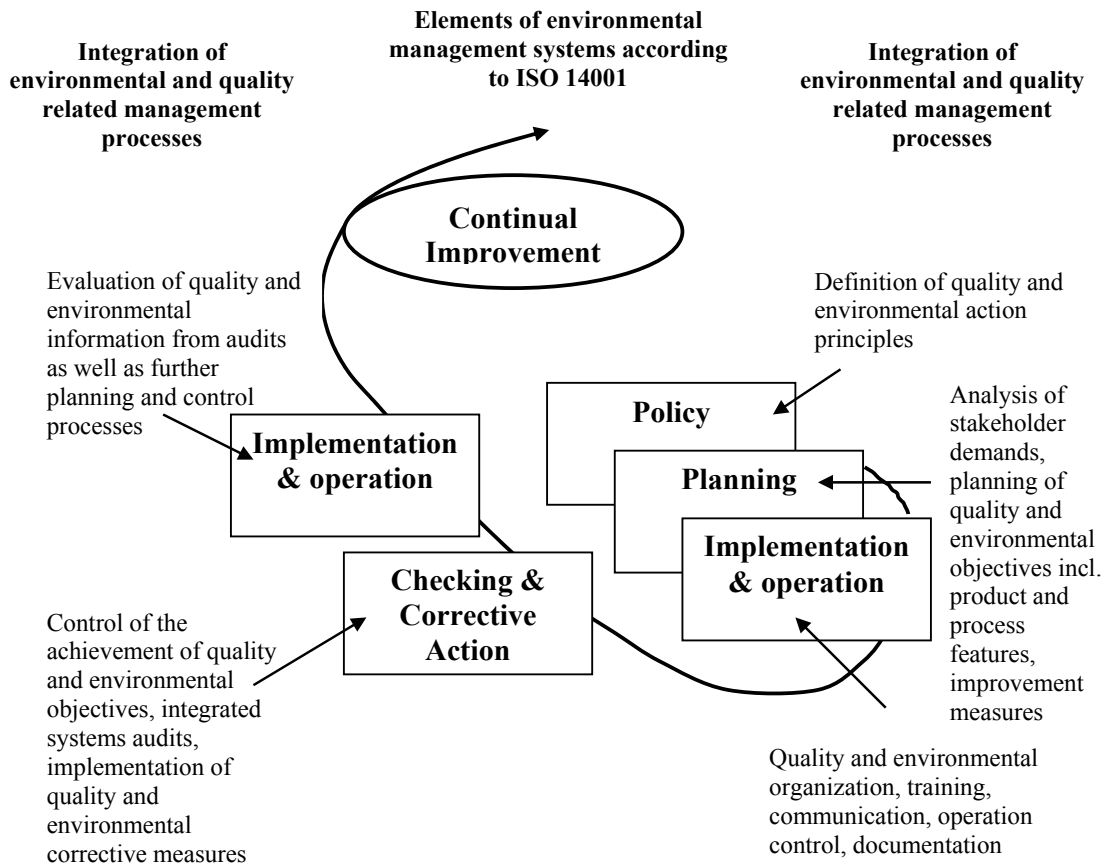 Integration of
environmental and quality
related management
processes
Elements of environmental
management systems according
to ISO 14001
Integration of
environmental and quality
related management
processes
Continual
Improvement
Evaluation of quality and
environmental
information from audits
as well as further
planning and control
processes
Definition of quality and
environmental action
principles
Policy
Planning
Implementation
& operation
Analysis of
stakeholder
demands,
planning of
quality and
environmental
objectives incl.
product and
process
features,
improvement
measures
Implementation
& operation
Checking &
Corrective
Action
Control of the
achievement of quality
and environmental
objectives, integrated
systems audits,
implementation of
quality and
environmental
corrective measures
Quality and environmental
organization, training,
communication, operation
control, documentation